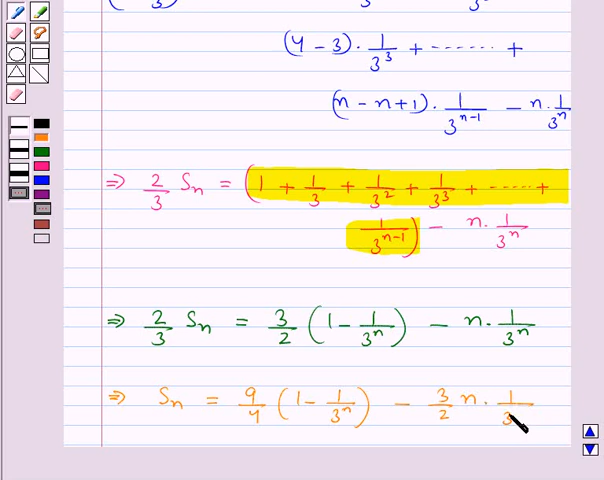 (4 − 3) · 1/3³ + ------ +
(n − n + 1) · 1/3ⁿ⁻¹ − n · 1/3ⁿ
⇒ 2/3 Sₙ = (1 + 1/3 + 1/3² + 1/3³ + ------ +
1/3ⁿ⁻¹) − n · 1/3ⁿ
⇒ 2/3 Sₙ = 3/2 (1 − 1/3ⁿ) − n · 1/3ⁿ
⇒ Sₙ = 9/4 (1 − 1/3ⁿ) − 3/2 n · 1/3